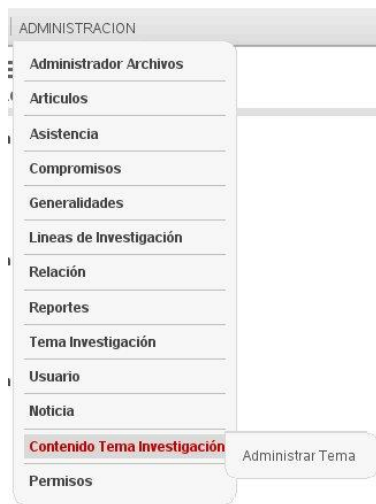 ADMINISTRACION
Administrador Archivos
Articulos
Asistencia
Compromisos
Generalidades
Lineas de Investigación
Relación
Reportes
Tema Investigación
Usuario
Noticia
Contenido Tema Investigación
Administrar Tema
Permisos